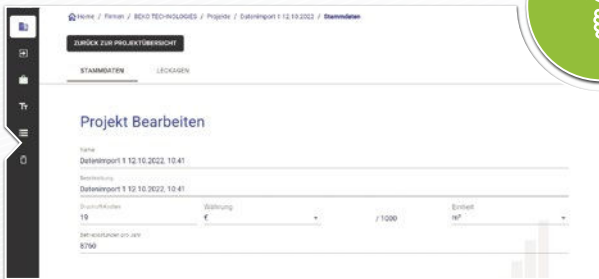 Home / Firmen / BEKO TECHNOLOGIES / Projekte / Datenimport 1 12.10.2022 / Stammdaten
ZURÜCK ZUR PROJEKTÜBERSICHT
STAMMDATEN LECKAGEN
Tт
Projekt Bearbeiten
Name
Datenimport 1 12.10.2022, 10:41
Beschreibung
Datenimport 1 12.10.2022, 10:41
Druckluftkosten Währung Einheit
19 € / 1000 m³
Betriebsstunden pro Jahr
8760